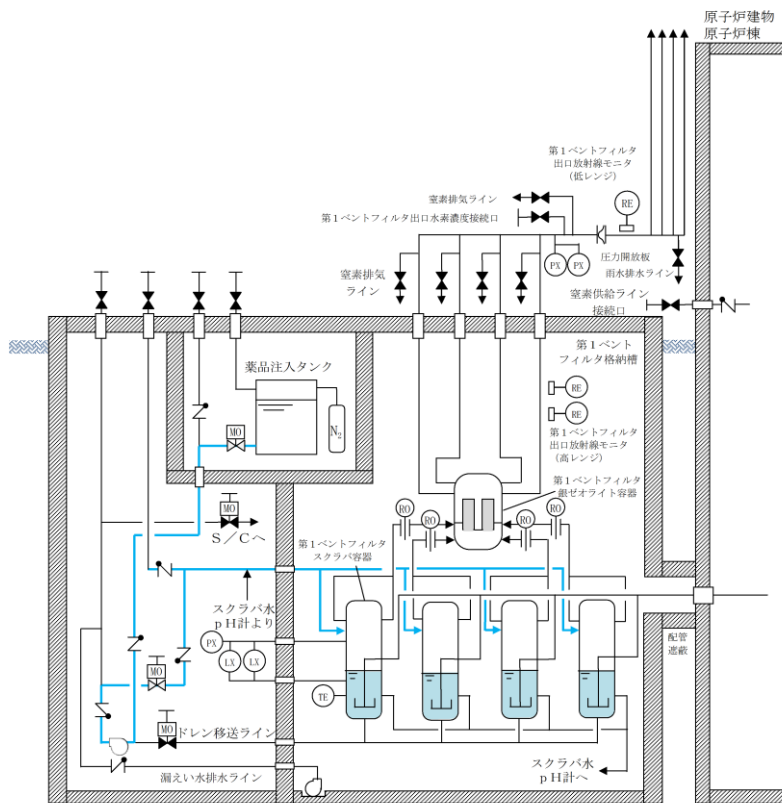 原子炉建物
原子炉棟
第１ベントフィルタ
出口放射線モニタ
（低レンジ）
RE
窒素排気ライン
第１ベントフィルタ出口水素濃度接続口
圧力開放板
PX
PX
雨水排水ライン
窒素排気
ライン
窒素供給ライン
接続口
第１ベント
フィルタ格納槽
薬品注入タンク
N₂
MO
RE
RE
第１ベントフィルタ
出口放射線モニタ
（高レンジ）
第１ベントフィルタ
銀ゼオライト容器
MO
S／Cへ
RO
RO
RO
RO
第１ベントフィルタ
スクラバ容器
スクラバ水
ｐH計より
PX
LX
LX
配管
遮蔽
MO
TE
MO
ドレン移送ライン
漏えい水排水ライン
スクラバ水
ｐH計へ